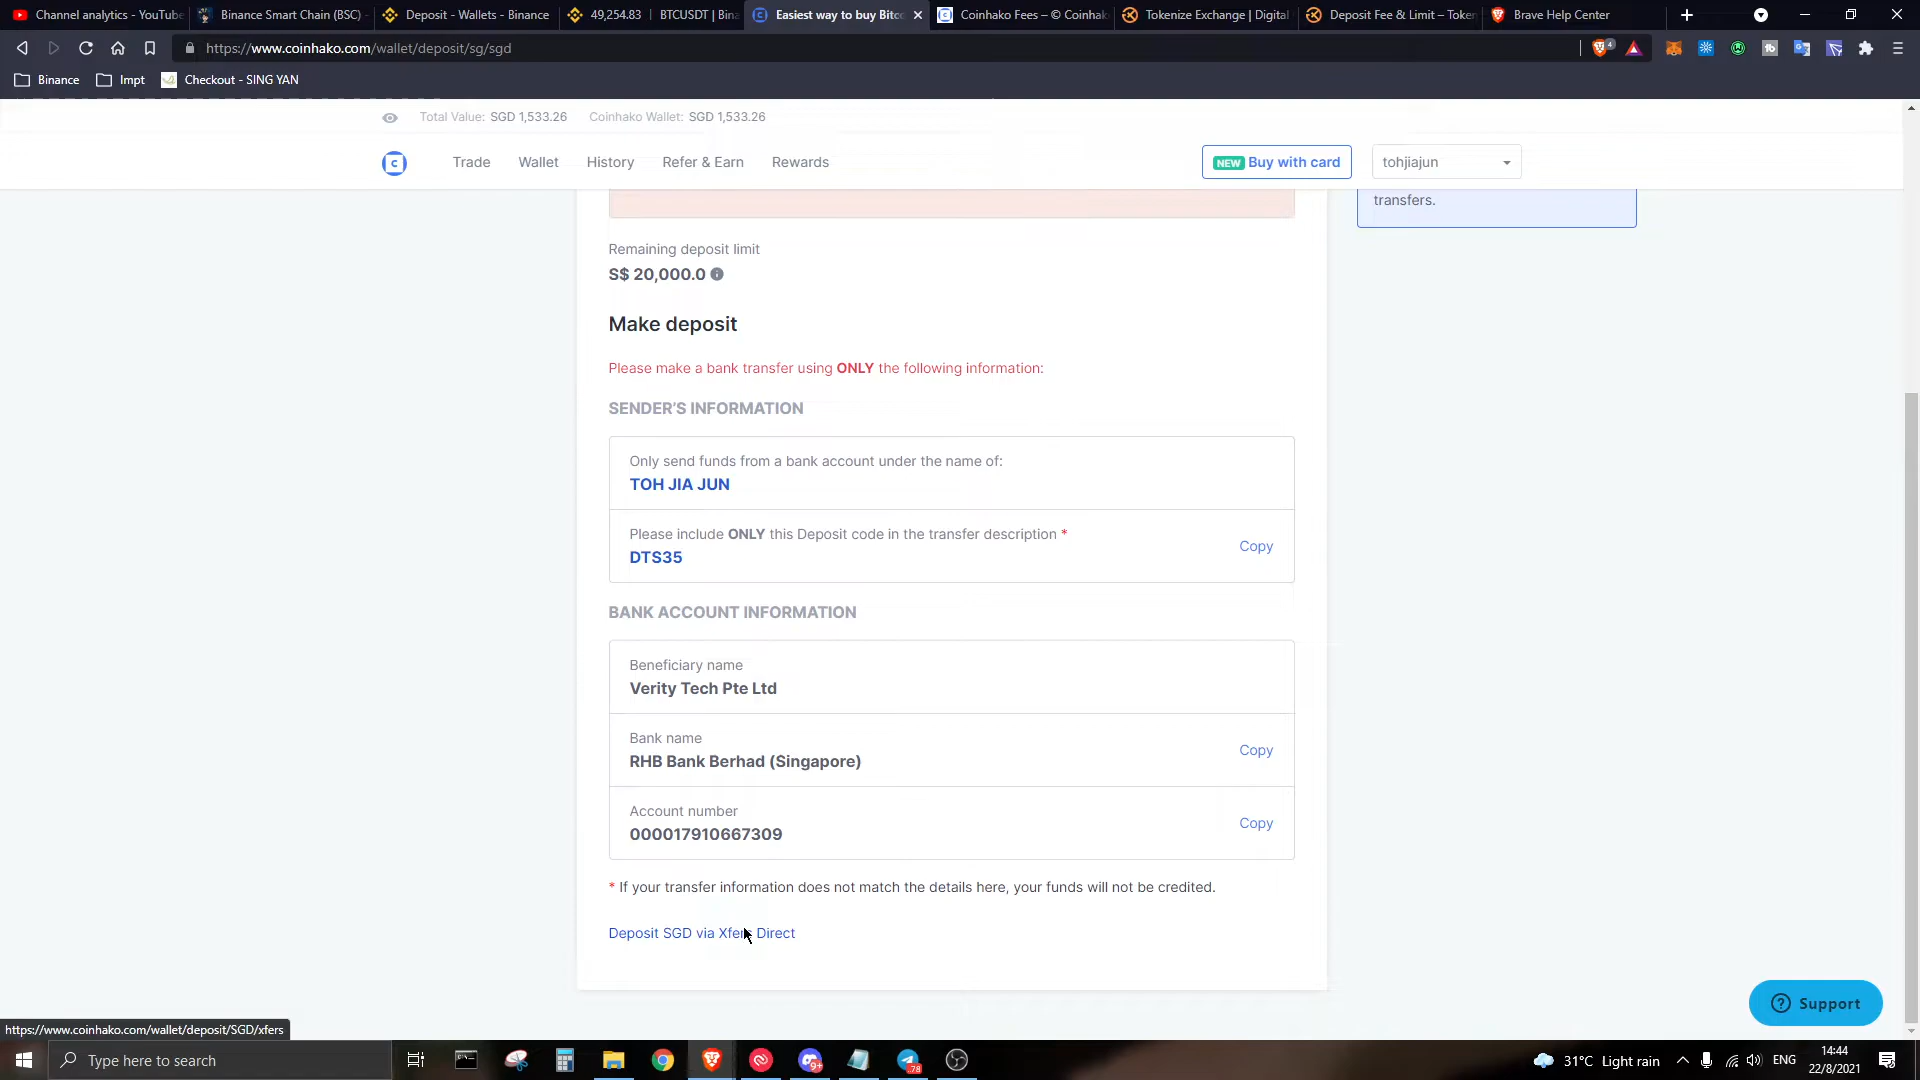 Channel analytics - YouTube
Binance Smart Chain (BSC) -
Deposit - Wallets - Binance
49,254.83 | BTCUSDT | Bina
Easiest way to buy Bitco
Coinhako Fees – © Coinhak
Tokenize Exchange | Digital
Deposit Fee & Limit – Token
Brave Help Center
https://www.coinhako.com/wallet/deposit/sg/sgd
4
Binance
Impt
Checkout - SING YAN
Total Value: SGD 1,533.26
Coinhako Wallet: SGD 1,533.26
Trade
Wallet
History
Refer & Earn
Rewards
NEW Buy with card
tohjiajun
transfers.
Remaining deposit limit
S$ 20,000.0
Make deposit
Please make a bank transfer using ONLY the following information:
SENDER'S INFORMATION
Only send funds from a bank account under the name of:
TOH JIA JUN
Please include ONLY this Deposit code in the transfer description *
DTS35
Copy
BANK ACCOUNT INFORMATION
Beneficiary name
Verity Tech Pte Ltd
Bank name
RHB Bank Berhad (Singapore)
Copy
Account number
000017910667309
Copy
* If your transfer information does not match the details here, your funds will not be credited.
Deposit SGD via Xfers Direct
Support
https://www.coinhako.com/wallet/deposit/SGD/xfers
Type here to search
9+
78
31°C Light rain
ENG
14:44
22/8/2021